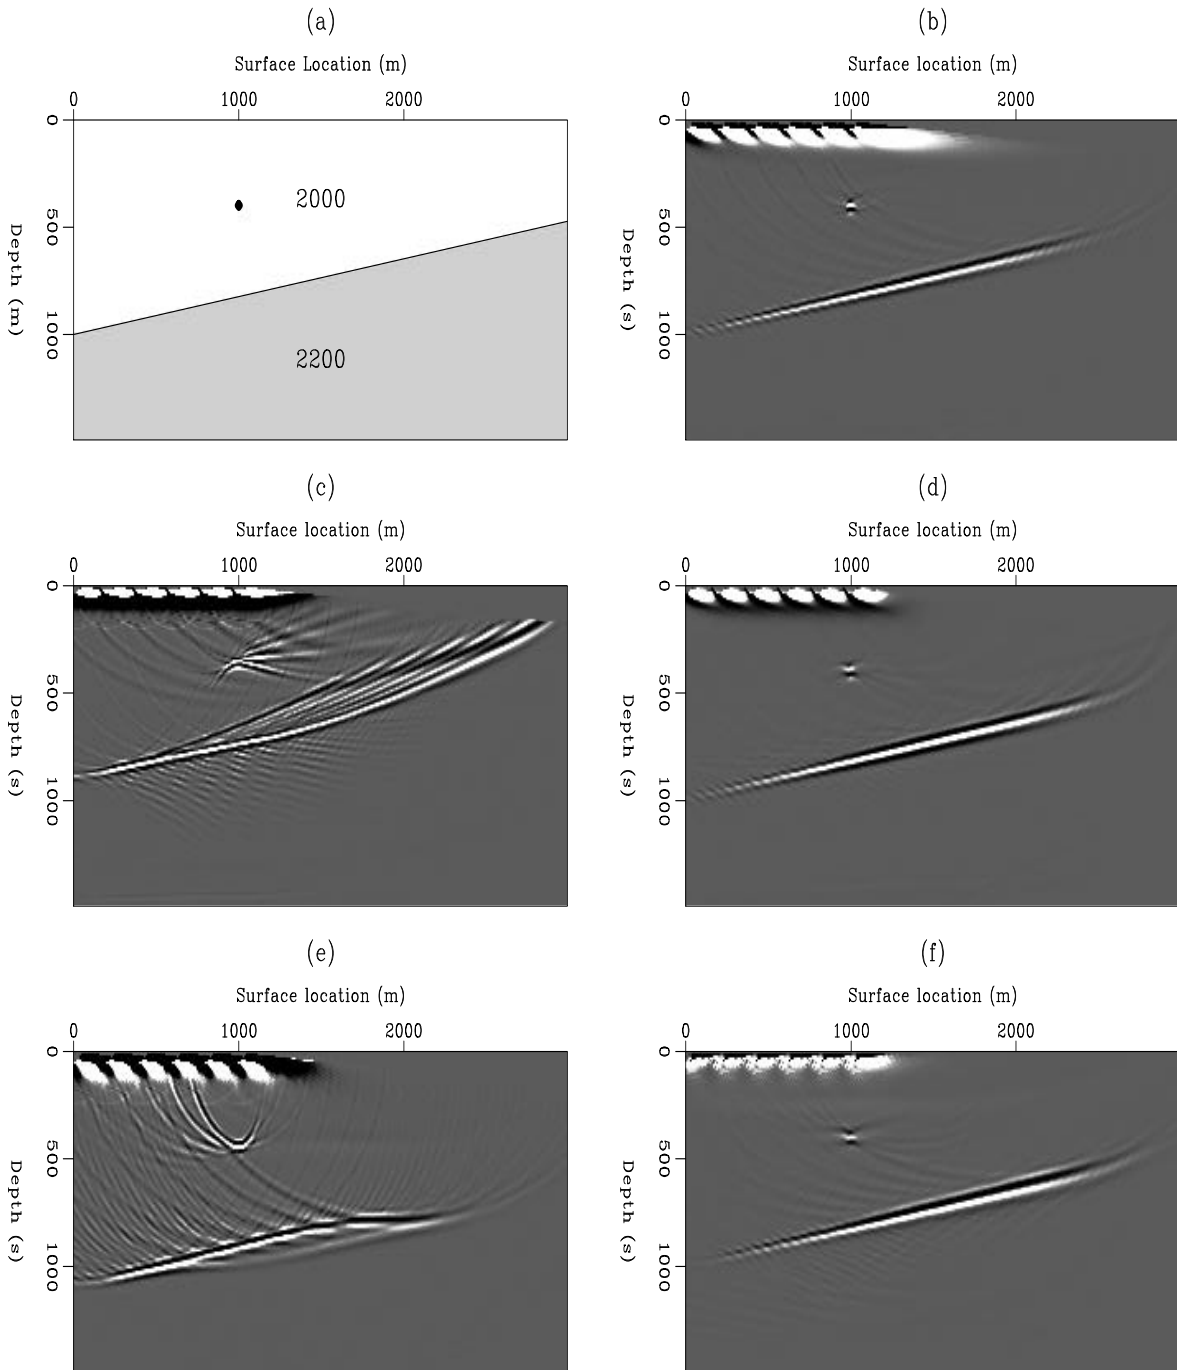 (a)
Surface Location (m)
0 1000 2000
0 500 1000
Depth (m)
2000
2200
(b)
Surface location (m)
0 1000 2000
0 500 1000
Depth (s)
(c)
Surface location (m)
0 1000 2000
0 500 1000
Depth (s)
(d)
Surface location (m)
0 1000 2000
0 500 1000
Depth (s)
(e)
Surface location (m)
0 1000 2000
0 500 1000
Depth (s)
(f)
Surface location (m)
0 1000 2000
0 500 1000
Depth (s)